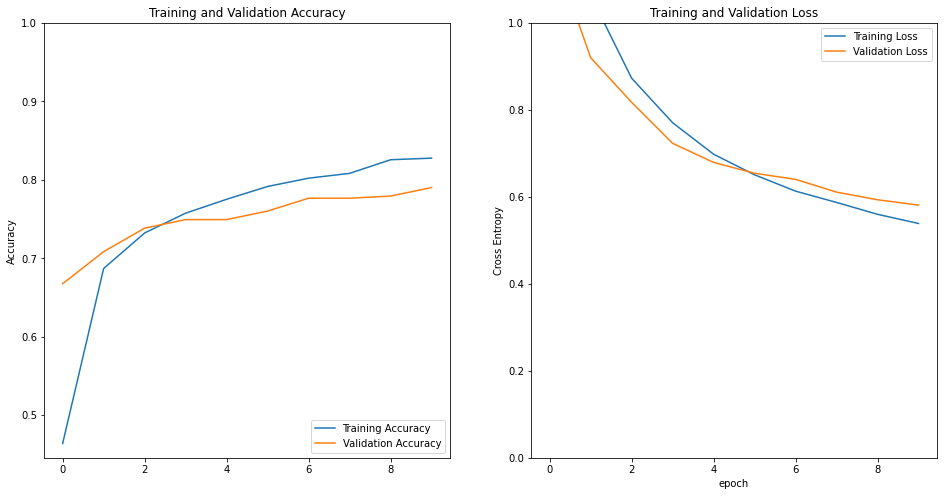 Training and Validation Accuracy
1.0
0.9
0.8
0.7
0.6
0.5
Accuracy
0 2 4 6 8
Training Accuracy
Validation Accuracy
Training and Validation Loss
1.0
0.8
0.6
0.4
0.2
0.0
Cross Entropy
0 2 4 6 8
epoch
Training Loss
Validation Loss